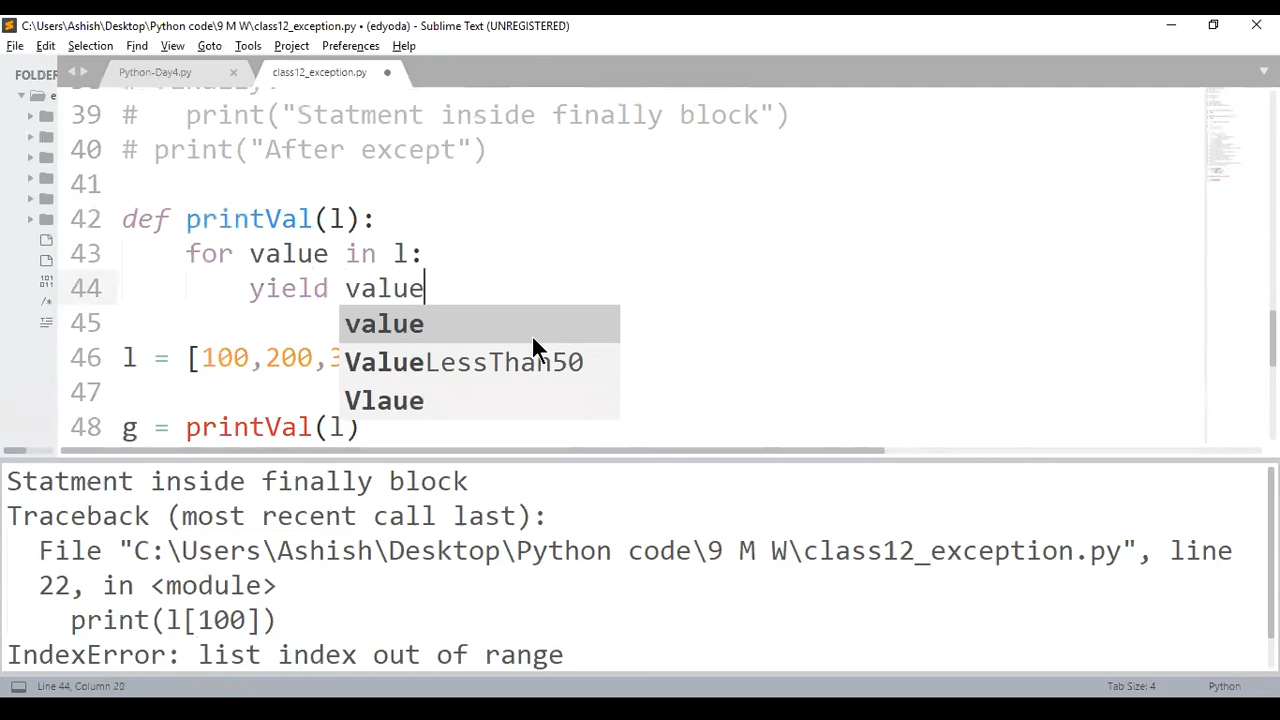 C:\Users\Ashish\Desktop\Python code\9 M W\class12_exception.py • (edyoda) - Sublime Text (UNREGISTERED)
File Edit Selection Find View Goto Tools Project Preferences Help
FOLDER Python-Day4.py class12_exception.py
39 #   print("Statment inside finally block")
40 # print("After except")
41
42 def printVal(l):
43 for value in l:
44 yield value
45 value
ValueLessThan50
46 l = [100,200,
47 Vlaue
48 g = printVal(l)
Statment inside finally block
Traceback (most recent call last):
File "C:\Users\Ashish\Desktop\Python code\9 M W\class12_exception.py", line
22, in <module>
print(l[100])
IndexError: list index out of range
Line 44, Column 20 Tab Size: 4 Python